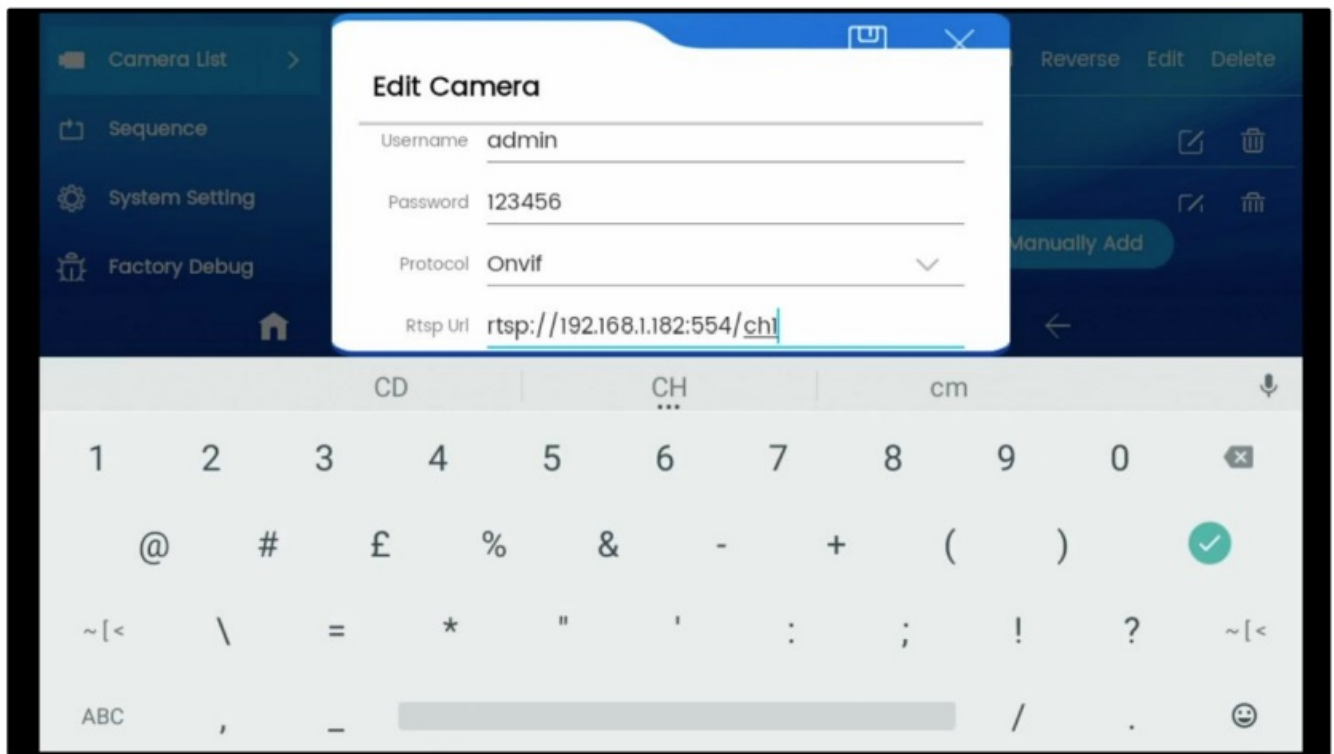 Camera List >
Reverse Edit Delete
Edit Camera
Username admin
Sequence
Password 123456
System Setting
Manually Add
Protocol Onvif
Factory Debug
Rtsp Url rtsp://192.168.1.182:554/ch1
CD CH cm
1 2 3 4 5 6 7 8 9 0
@ # £ % & - + ( )
~[< \ = * " ' : ; ! ? ~[<
ABC , _ / .